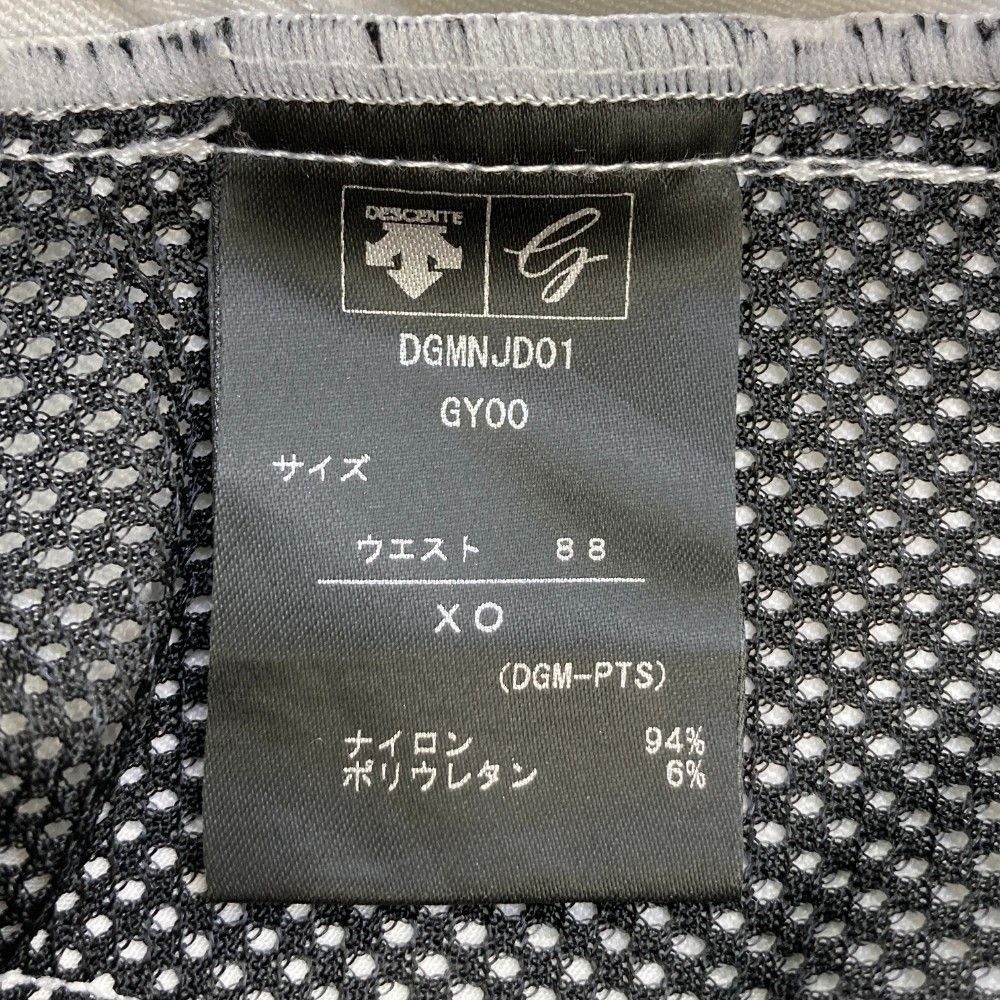 DESCENTE G
DGMNJD01
GY00
サイズ
ウエスト 88
XO
(DGM-PTS)
ナイロン 94%
ポリウレタン 6%